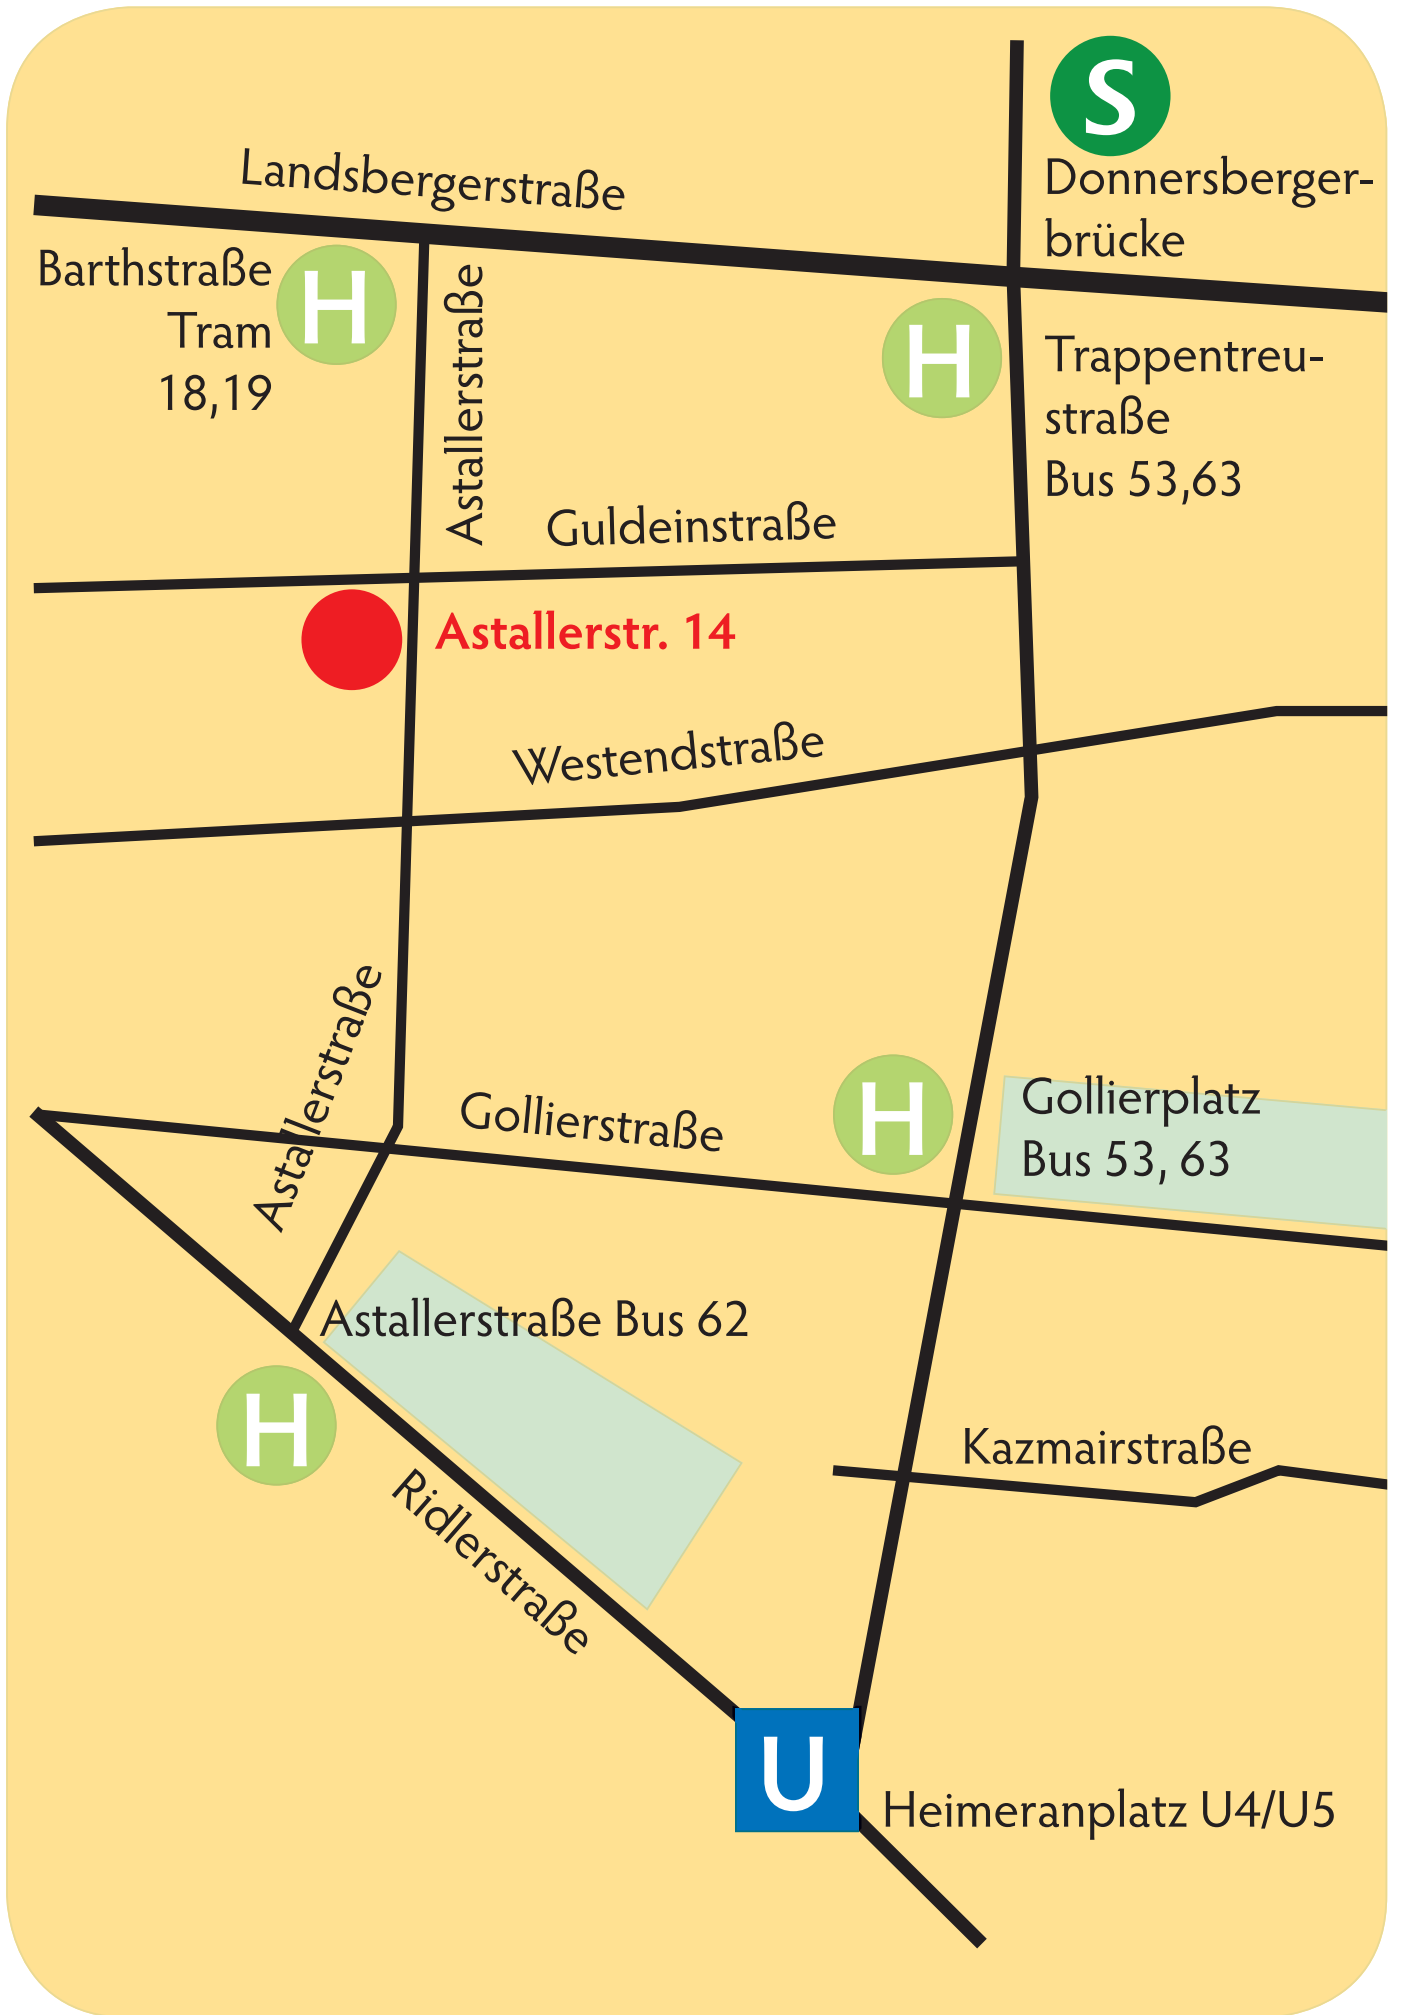 S
Donnersberger-
brücke
Landsbergerstraße
Barthstraße
Tram
18,19
H
Astallerstraße
H
Trappentreu-
straße
Bus 53,63
Guldeinstraße
Astallerstr. 14
Westendstraße
Astallerstraße
Gollierstraße
H
Gollierplatz
Bus 53, 63
Astallerstraße Bus 62
H
Ridlerstraße
Kazmairstraße
U
Heimeranplatz U4/U5